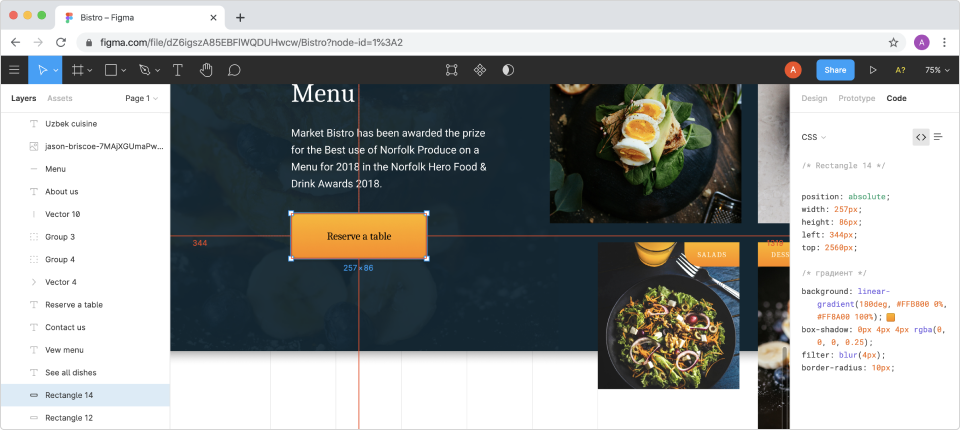 Bistro – Figma
figma.com/file/dZ6igszA85EBFlWQDUHwcw/Bistro?node-id=1%3A2
A
A
Share
A?
75%
Layers
Assets
Page 1
Design
Prototype
Code
Uzbek cuisine
jason-briscoe-7MAjXGUmaPw...
Menu
About us
Vector 10
Group 3
Group 4
Vector 4
Reserve a table
Contact us
Vew menu
See all dishes
Rectangle 14
Rectangle 12
Menu
Market Bistro has been awarded the prize
for the Best use of Norfolk Produce on a
Menu for 2018 in the Norfolk Hero Food &
Drink Awards 2018.
Reserve a table
344
257 × 86
1319
SALADS
DESS
CSS
/* Rectangle 14 */
position: absolute;
width: 257px;
height: 86px;
left: 344px;
top: 2560px;
/* градиент */
background: linear-
gradient(180deg, #FFB800 0%,
#FF8A00 100%);
box-shadow: 0px 4px 4px rgba(0,
0, 0, 0.25);
filter: blur(4px);
border-radius: 10px;